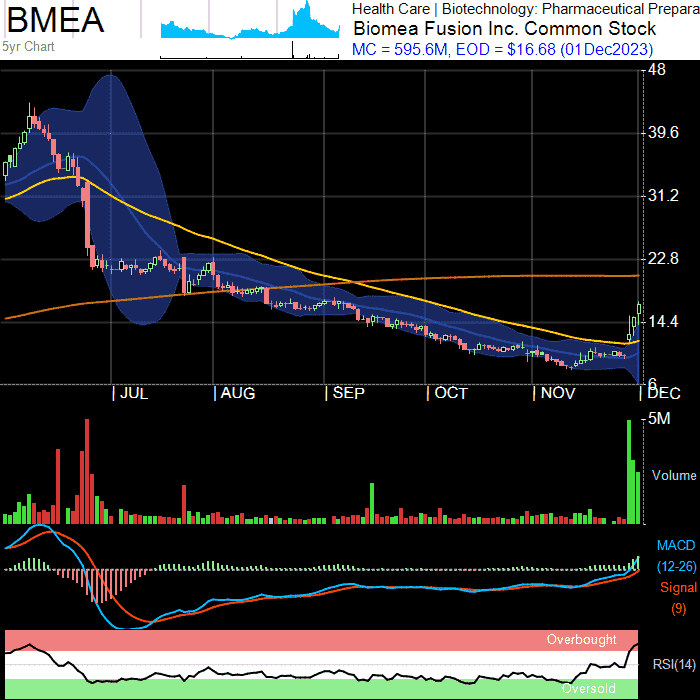 BMEA
5yr Chart
Health Care | Biotechnology: Pharmaceutical Prepara
Biomea Fusion Inc. Common Stock
MC = 595.6M, EOD = $16.68 (01Dec2023)
48
39.6
31.2
22.8
14.4
6
| JUL | AUG | SEP | OCT | NOV | DEC
5M
Volume
MACD
(12-26)
Signal
(9)
Overbought
RSI(14)
Oversold